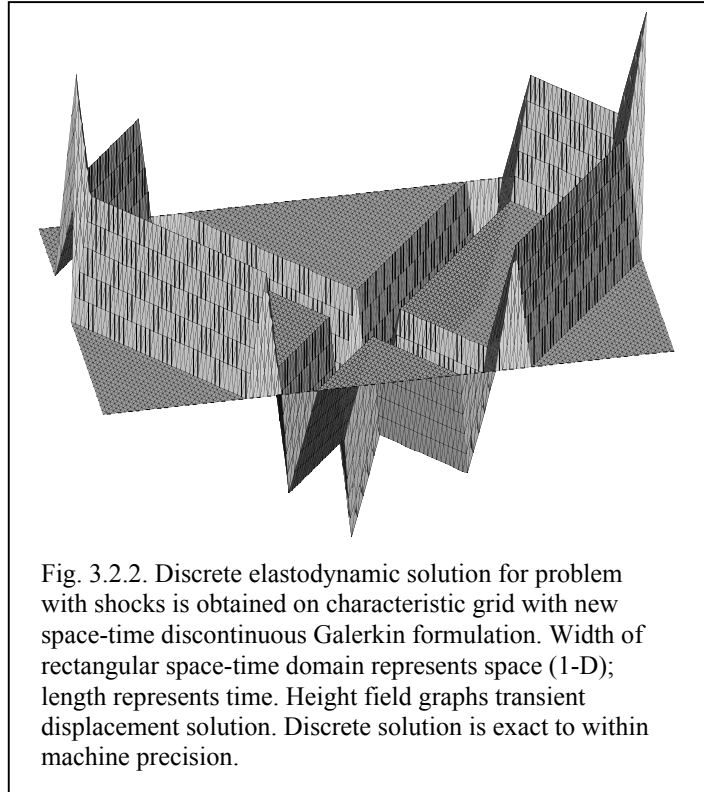 Fig. 3.2.2. Discrete elastodynamic solution for problem
with shocks is obtained on characteristic grid with new
space-time discontinuous Galerkin formulation. Width of
rectangular space-time domain represents space (1-D);
length represents time. Height field graphs transient
displacement solution. Discrete solution is exact to within
machine precision.